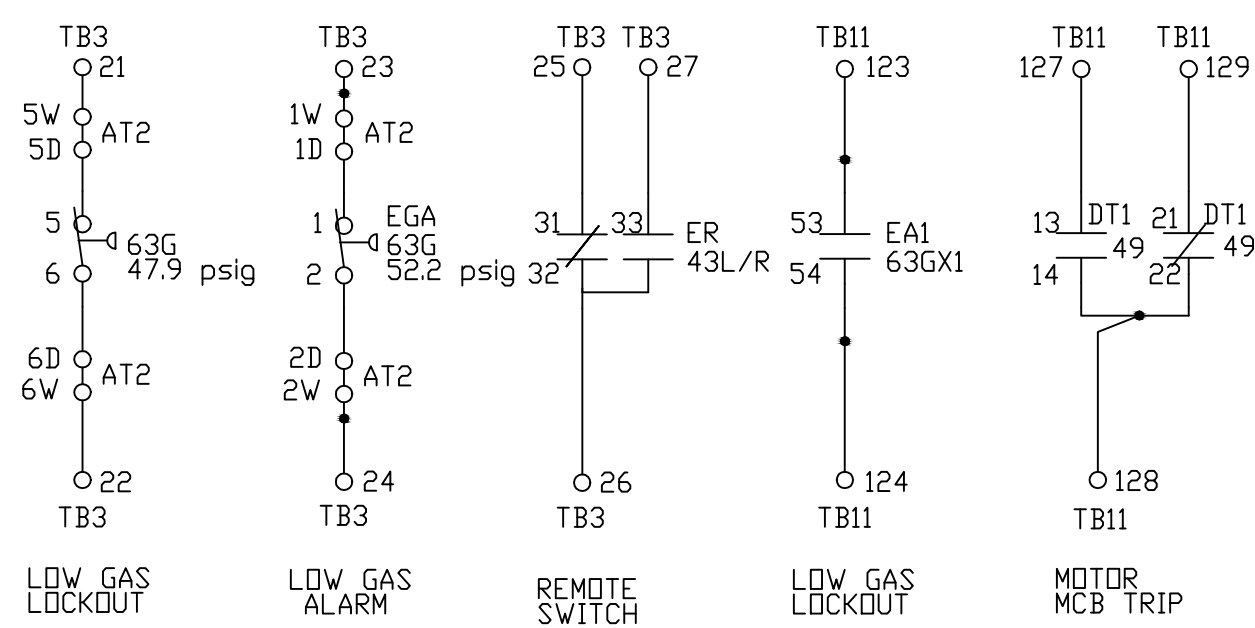 TB3
21
5W
AT2
5D
5
63G
47.9 psig
6
6D
AT2
6W
22
TB3
LOW GAS
LOCKOUT
TB3
23
1W
AT2
1D
1
EGA
63G
52.2 psig
2
2D
AT2
2W
24
TB3
LOW GAS
ALARM
TB3 TB3
25 27
31 33
ER
43L/R
32
26
TB3
REMOTE
SWITCH
TB11
123
53
EA1
63GX1
54
124
TB11
LOW GAS
LOCKOUT
TB11 TB11
127 129
13 DT1 21 DT1
49 49
14 22
128
TB11
MOTOR
MCB TRIP